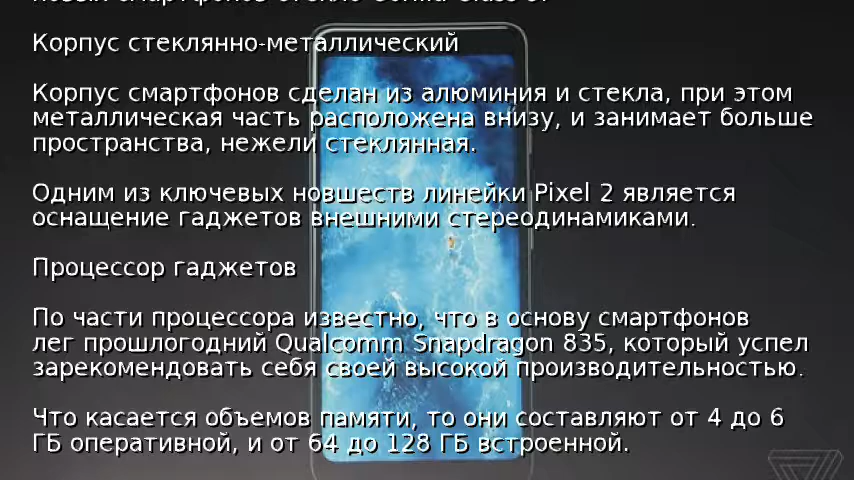 Корпус стеклянно-металлический
Корпус смартфонов сделан из алюминия и стекла, при этом
металлическая часть расположена внизу, и занимает больше
пространства, нежели стеклянная.
Одним из ключевых новшеств линейки Pixel 2 является
оснащение гаджетов внешними стереодинамиками.
Процессор гаджетов
По части процессора известно, что в основу смартфонов
лег прошлогодний Qualcomm Snapdragon 835, который успел
зарекомендовать себя своей высокой производительностью.
Что касается объемов памяти, то они составляют от 4 до 6
ГБ оперативной, и от 64 до 128 ГБ встроенной.